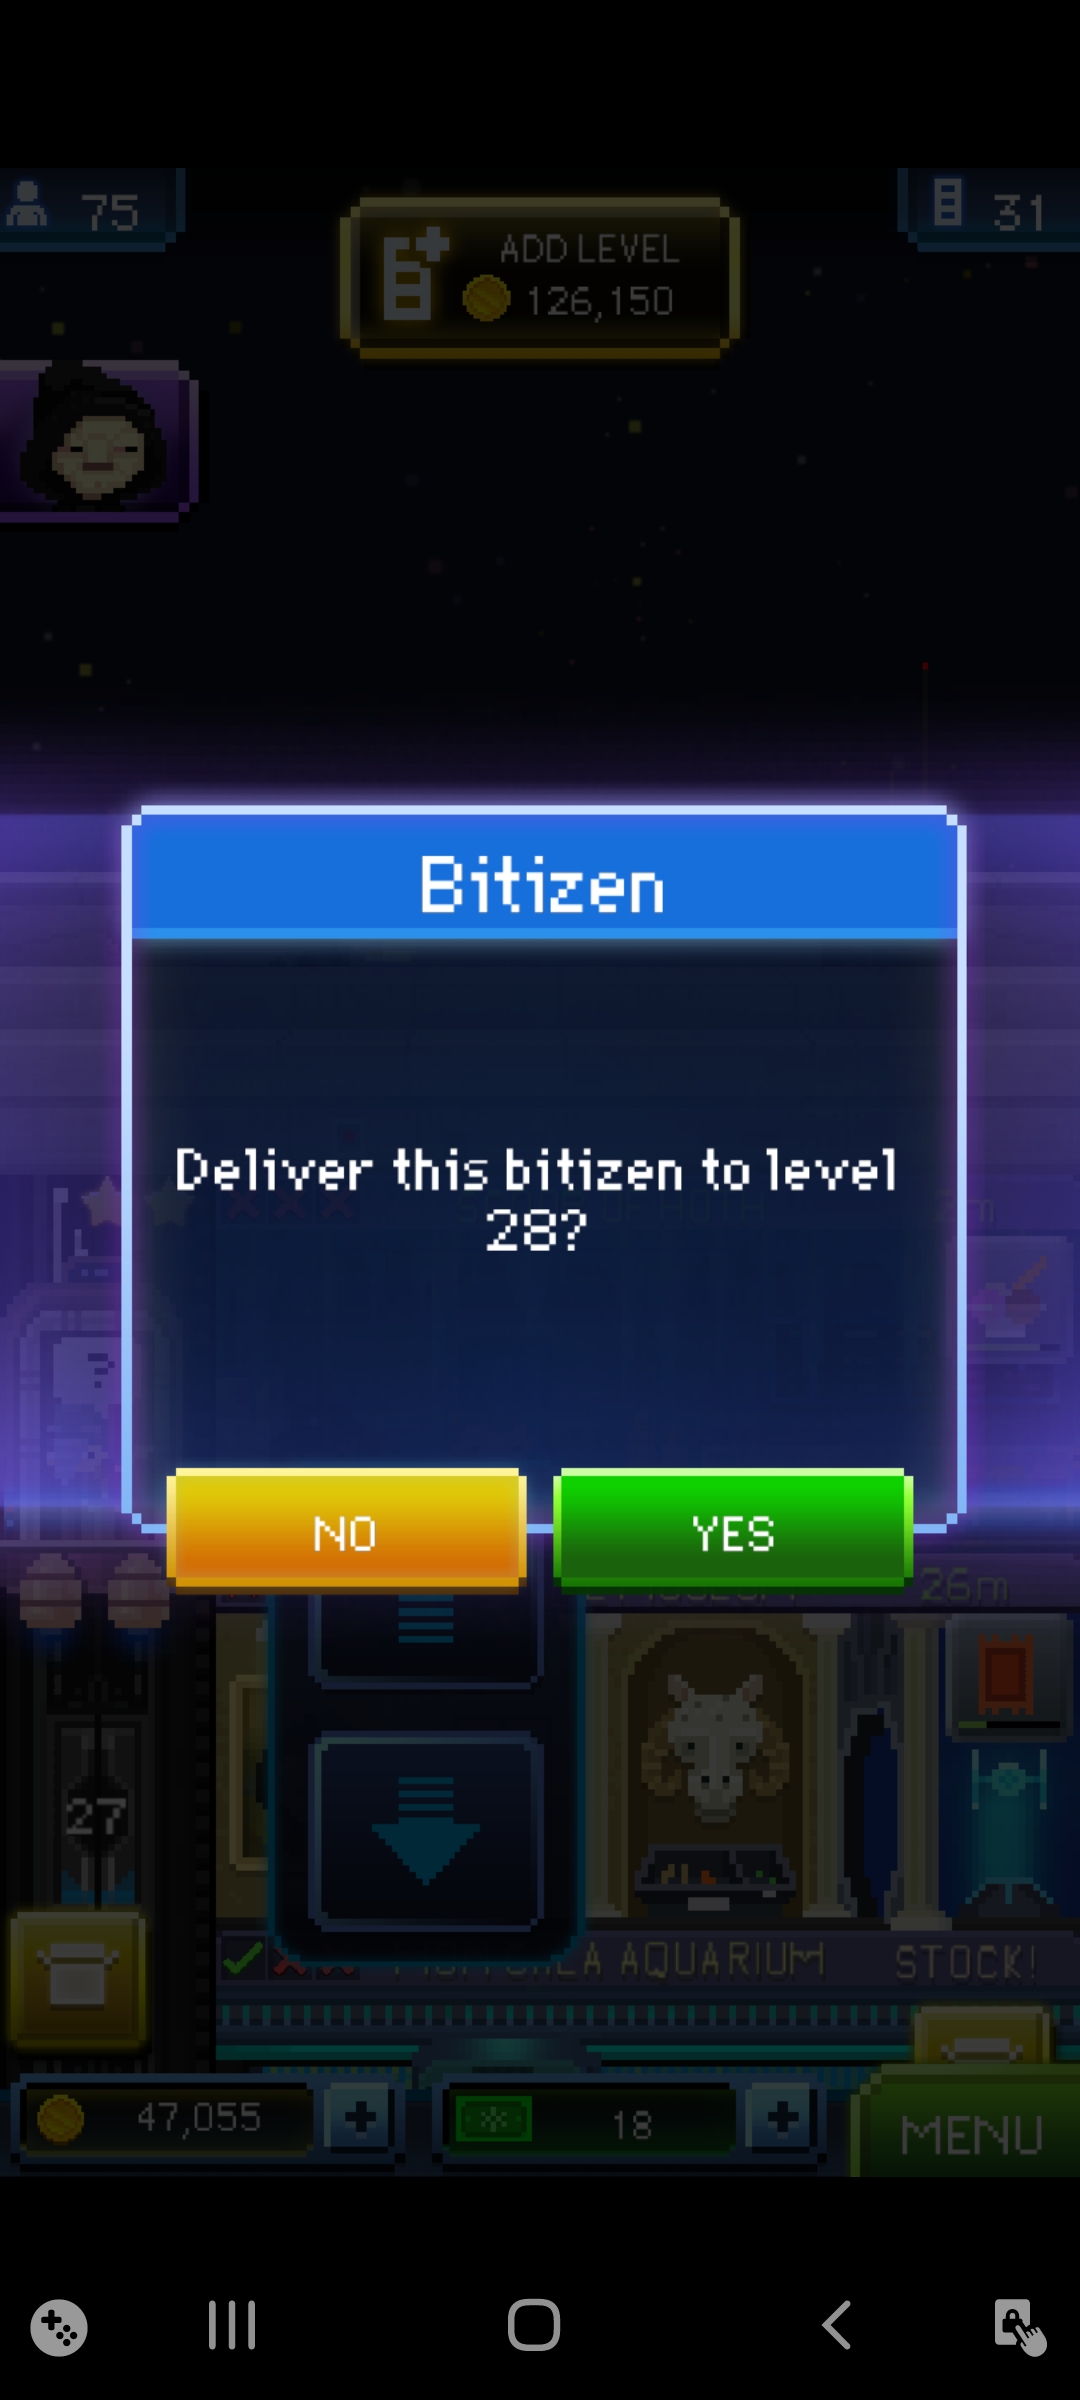 75
ADD LEVEL
31
126,150
Bitizen
Deliver this bitizen to level
28?
NO
YES
26m
27
AQUARIUM
STOCK!
47,055
18
MENU